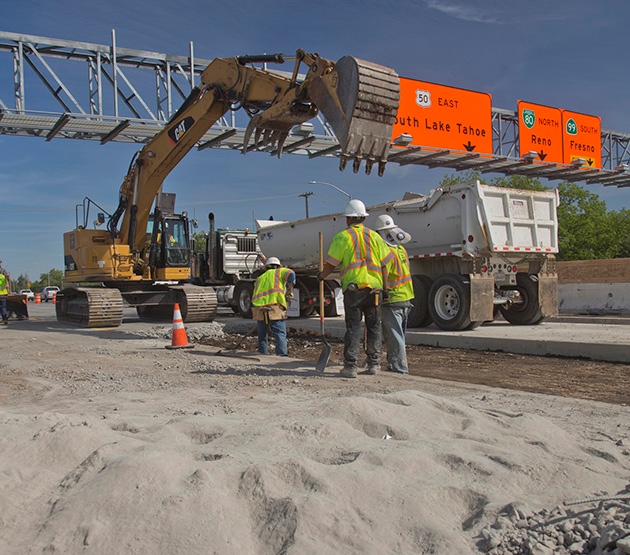 50 EAST
South Lake Tahoe
80 NORTH
Reno
99 SOUTH
Fresno
CAT